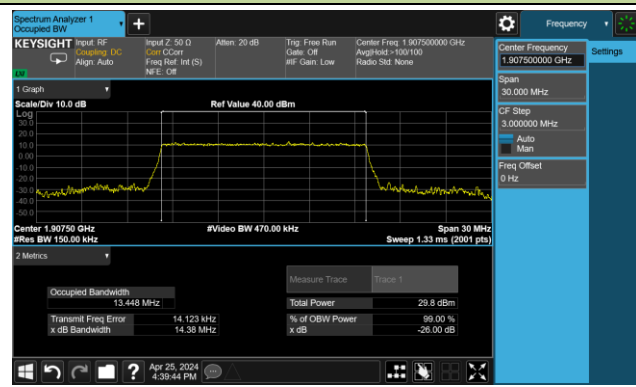 Spectrum Analyzer 1
Occupied BW
Frequency
KEYSIGHT
Input: RF
Coupling: DC
Align: Auto
Input Z: 50 Ω
Corr CCorr
Freq Ref: Int (S)
NFE: Off
Atten: 20 dB
Trig: Free Run
Gate: Off
#IF Gain: Low
Center Freq: 1.907500000 GHz
Avg|Hold:>100/100
Radio Std: None
LXI
Center Frequency
1.907500000 GHz
Settings
Span
30.000 MHz
CF Step
3.000000 MHz
Auto
Man
Freq Offset
0 Hz
1 Graph
Scale/Div 10.0 dB
Ref Value 40.00 dBm
Log
30.0
20.0
10.0
0.00
-10.0
-20.0
-30.0
-40.0
-50.0
Center 1.90750 GHz
#Video BW 470.00 kHz
Span 30 MHz
#Res BW 150.00 kHz
Sweep 1.33 ms (2001 pts)
2 Metrics
Measure Trace
Trace 1
Occupied Bandwidth
13.448 MHz
Total Power
29.8 dBm
Transmit Freq Error
14.123 kHz
% of OBW Power
99.00 %
x dB Bandwidth
14.38 MHz
x dB
-26.00 dB
Apr 25, 2024
4:39:44 PM